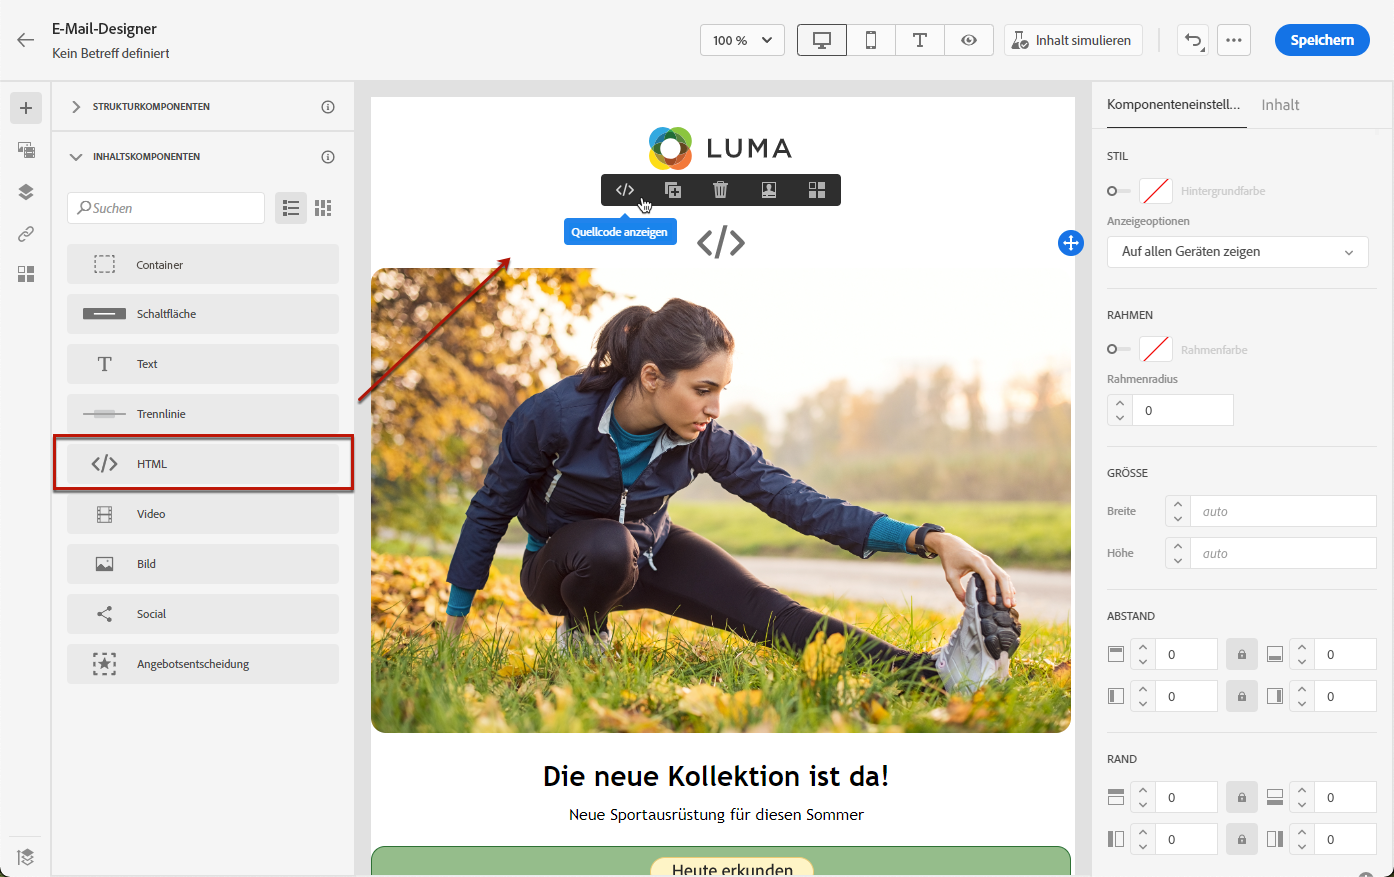 E-Mail-Designer
Kein Betreff definiert
100 %
Inhalt simulieren
Speichern
STRUKTURKOMPONENTEN
INHALTSKOMPONENTEN
Suchen
Container
Schaltfläche
Text
Trennlinie
HTML
Video
Bild
Social
Angebotsentscheidung
LUMA
Quellcode anzeigen
Die neue Kollektion ist da!
Neue Sportausrüstung für diesen Sommer
Heute erkunden
Komponenteneinstell...
Inhalt
STIL
Hintergrundfarbe
Anzeigeoptionen
Auf allen Geräten zeigen
RAHMEN
Rahmenfarbe
Rahmenradius
0
GRÖSSE
Breite auto
Höhe auto
ABSTAND
0 0
0 0
RAND
0 0
0 0